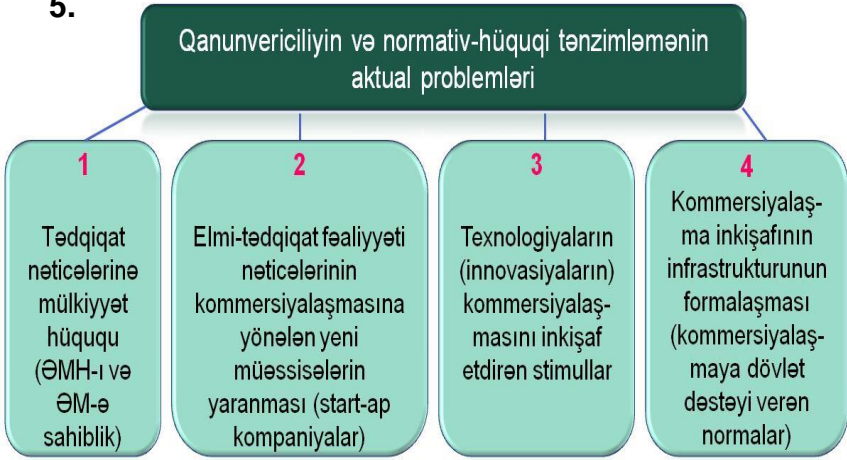 5.
Qanunvericiliyin və normativ-hüquqi tənzimləmənin
aktual problemləri
1
Tədqiqat
nəticələrinə
mülkiyyət
hüququ
(ƏMH-ı və
ƏM-ə
sahiblik)
2
Elmi-tədqiqat fəaliyyəti
nəticələrinin
kommersiyalaşmasına
yönələn yeni
müəssisələrin
yaranması (start-ap
kompaniyalar)
3
Texnologiyaların
(innovasiyaların)
kommersiyalaş-
masını inkişaf
etdirən stimullar
4
Kommersiyalaş-
ma inkişafının
infrastrukturunun
formalaşması
(kommersiyalaş-
maya dövlət
dəstəyi verən
normalar)